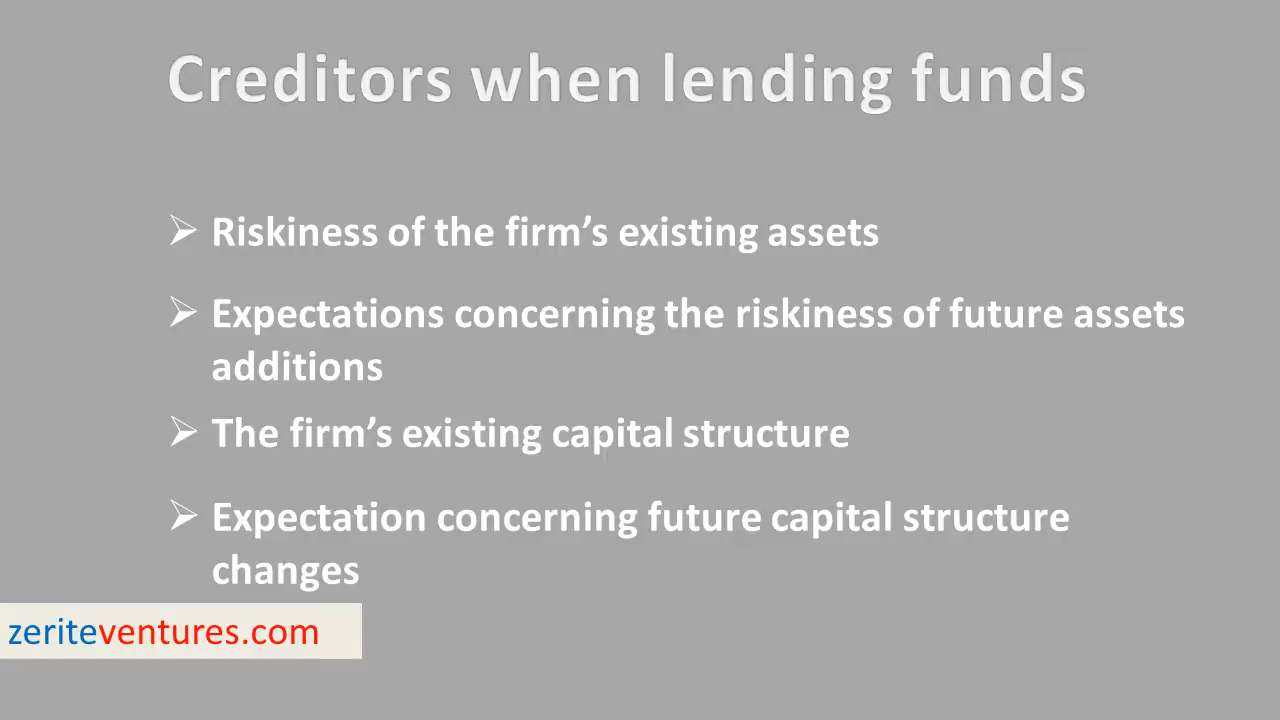 Creditors when lending funds
➢ Riskiness of the firm’s existing assets
➢ Expectations concerning the riskiness of future assets
additions
➢ The firm’s existing capital structure
➢ Expectation concerning future capital structure
changes
zeriteventures.com